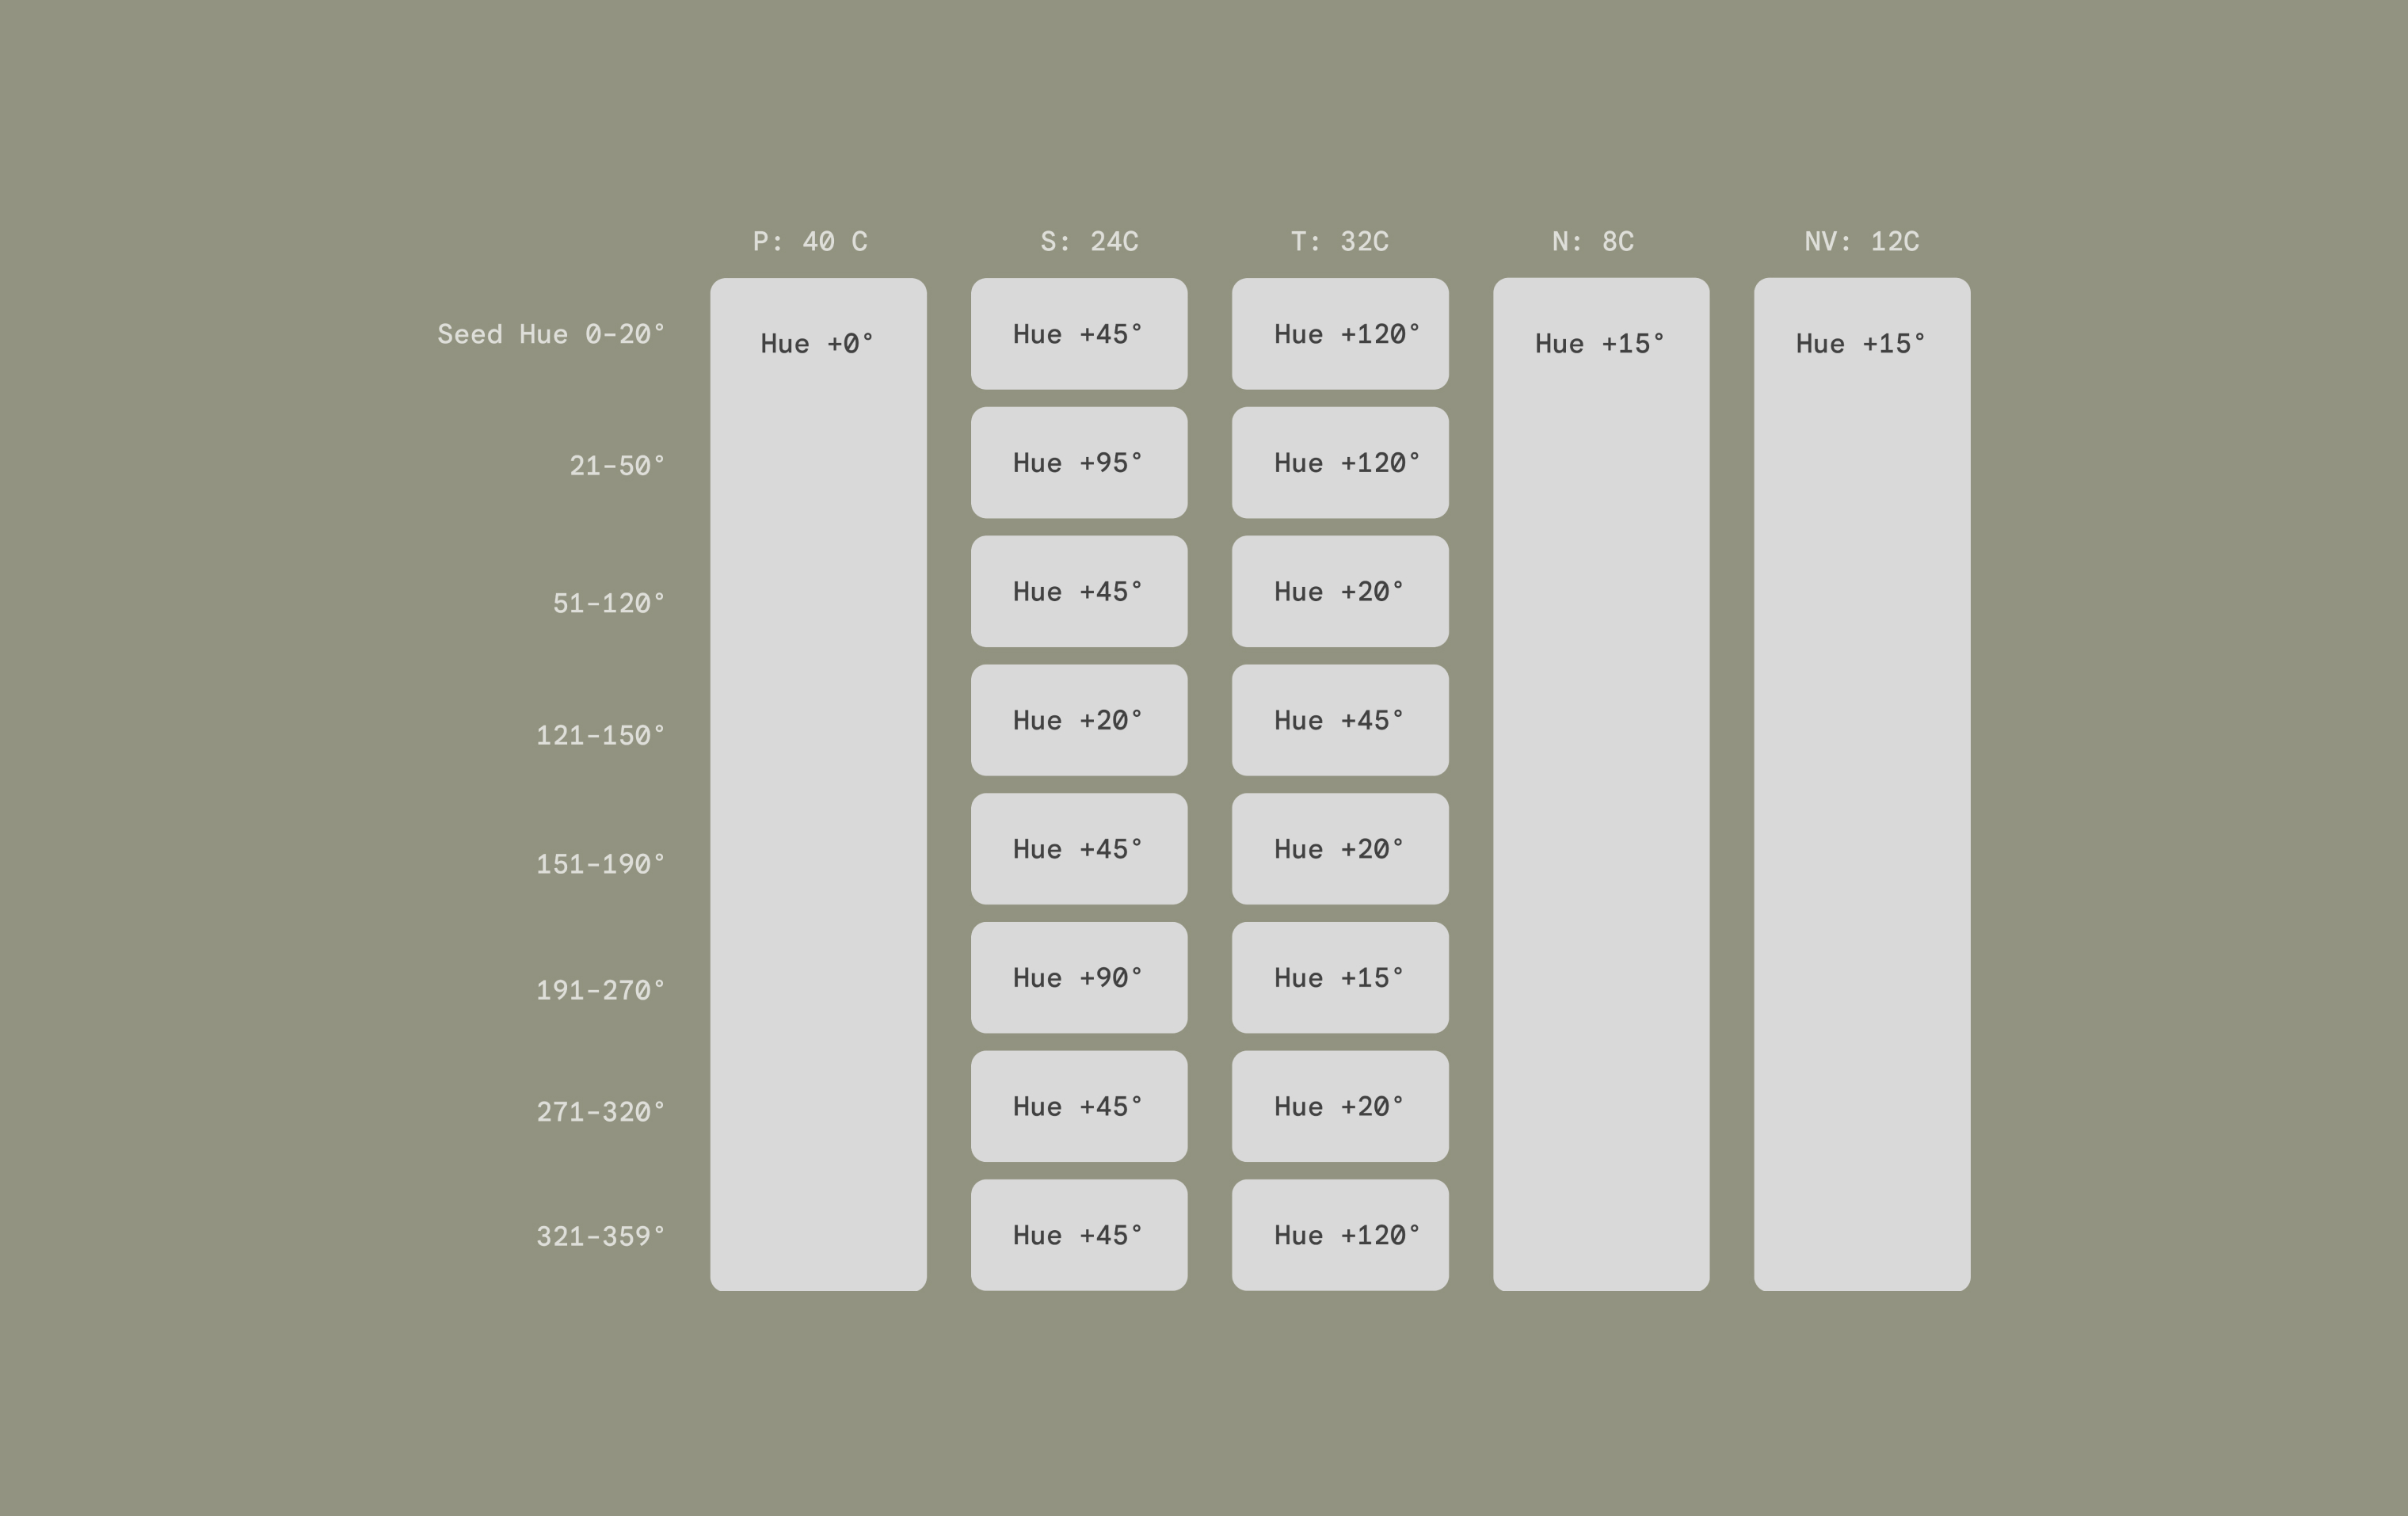 P: 40 C S: 24C T: 32C N: 8C NV: 12C
Seed Hue 0-20° Hue +0° Hue +45° Hue +120° Hue +15° Hue +15°
21-50° Hue +95° Hue +120°
51-120° Hue +45° Hue +20°
121-150° Hue +20° Hue +45°
151-190° Hue +45° Hue +20°
191-270° Hue +90° Hue +15°
271-320° Hue +45° Hue +20°
321-359° Hue +45° Hue +120°